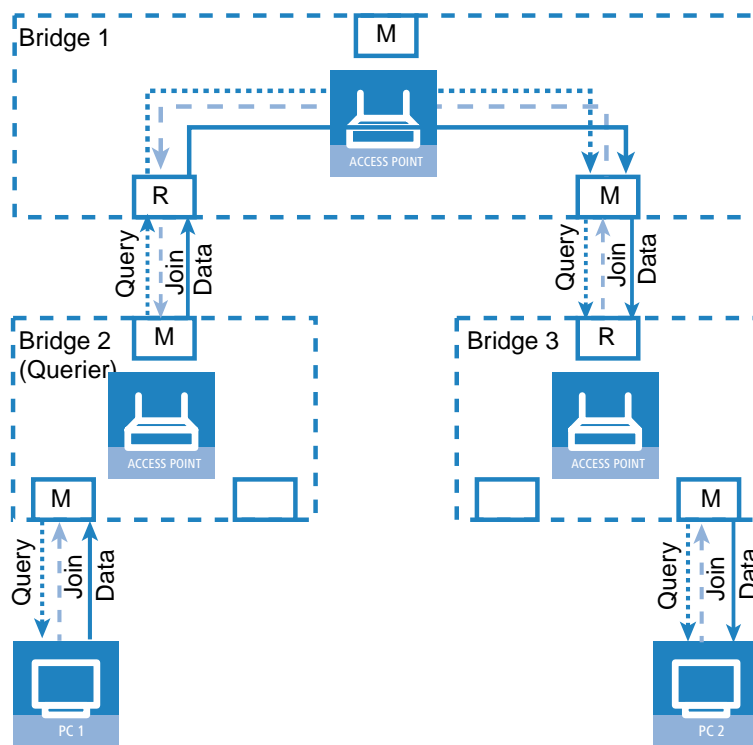 Bridge 1
M
ACCESS POINT
R
M
Query
Join
Data
Query
Join
Data
Bridge 2
(Querier)
M
Bridge 3
R
ACCESS POINT
ACCESS POINT
M
M
Query
Join
Data
Query
Join
Data
PC 1
PC 2